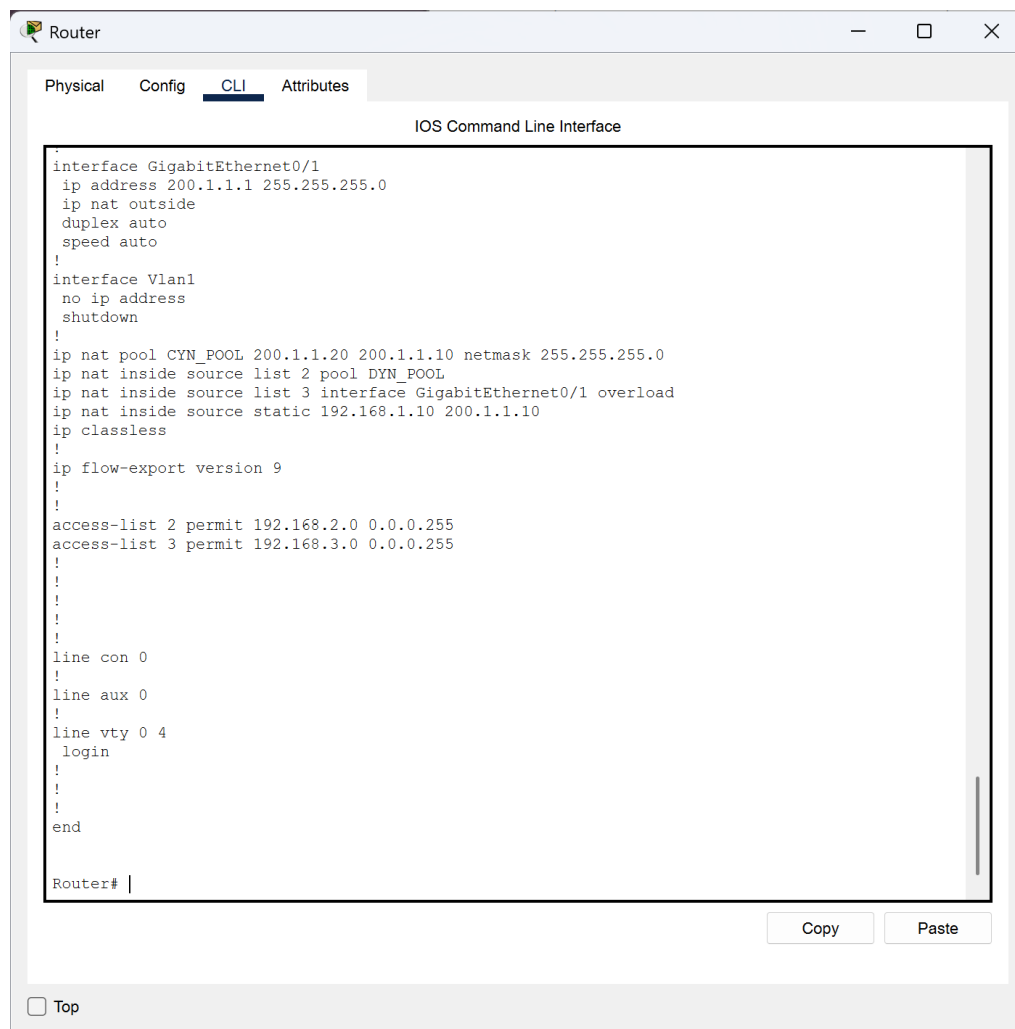 Router
Physical Config CLI Attributes
IOS Command Line Interface
!
interface GigabitEthernet0/1
 ip address 200.1.1.1 255.255.255.0
 ip nat outside
 duplex auto
 speed auto
!
interface Vlan1
 no ip address
 shutdown
!
ip nat pool CYN_POOL 200.1.1.20 200.1.1.10 netmask 255.255.255.0
ip nat inside source list 2 pool DYN_POOL
ip nat inside source list 3 interface GigabitEthernet0/1 overload
ip nat inside source static 192.168.1.10 200.1.1.10
ip classless
!
ip flow-export version 9
!
!
access-list 2 permit 192.168.2.0 0.0.0.255
access-list 3 permit 192.168.3.0 0.0.0.255
!
!
!
!
!
line con 0
!
line aux 0
!
line vty 0 4
 login
!
!
!
end
Router#
Copy Paste
Top